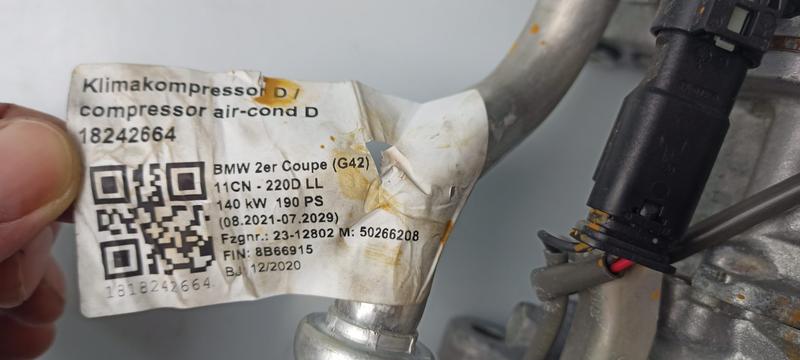 Klimakompressor D /
compressor air-cond D
18242664
BMW 2er Coupe (G42)
11CN - 220D LL
140 kW 190 PS
(08.2021-07.2029)
Fzgnr.: 23-12802 M: 50266208
FIN: 8B66915
BJ 12/2020
1818242664